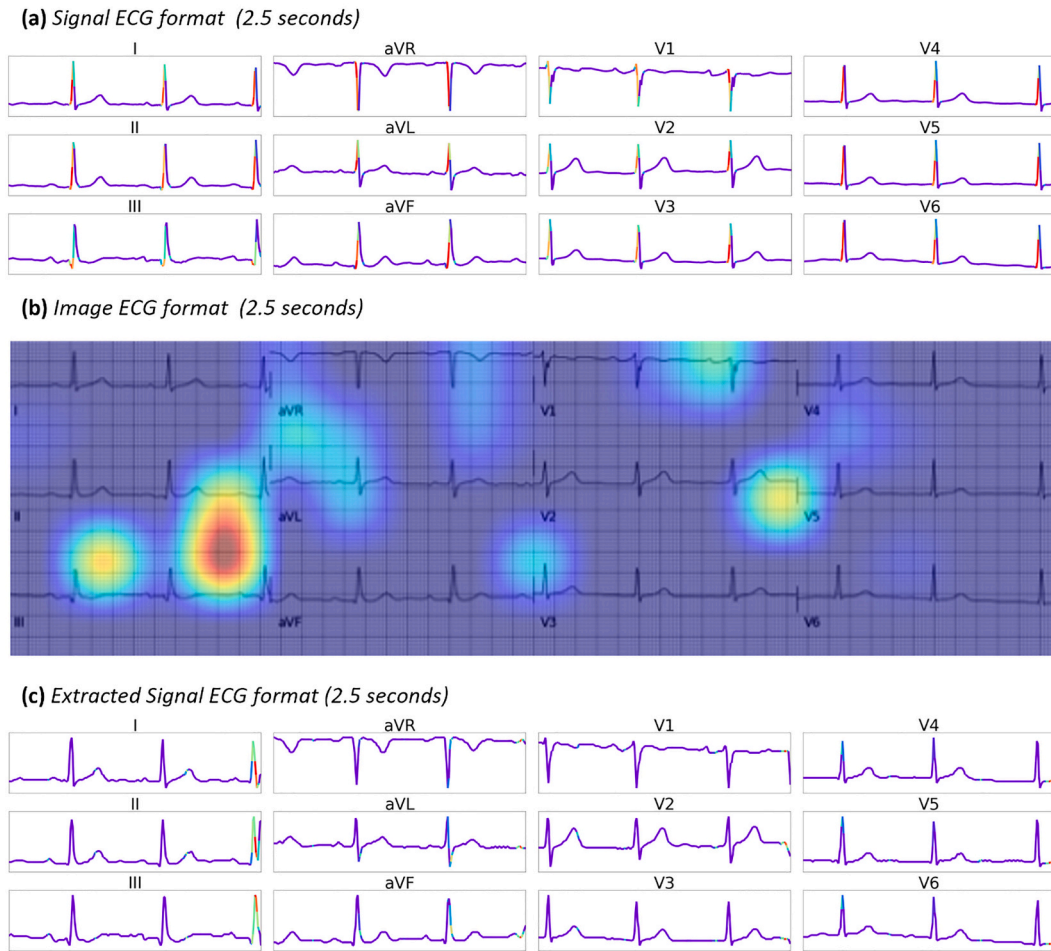 (a) Signal ECG format (2.5 seconds)
I aVR V1 V4
II aVL V2 V5
III aVF V3 V6
(b) Image ECG format (2.5 seconds)
I aVR V1 V4
II aVL V2 V5
III aVF V3 V6
(c) Extracted Signal ECG format (2.5 seconds)
I aVR V1 V4
II aVL V2 V5
III aVF V3 V6